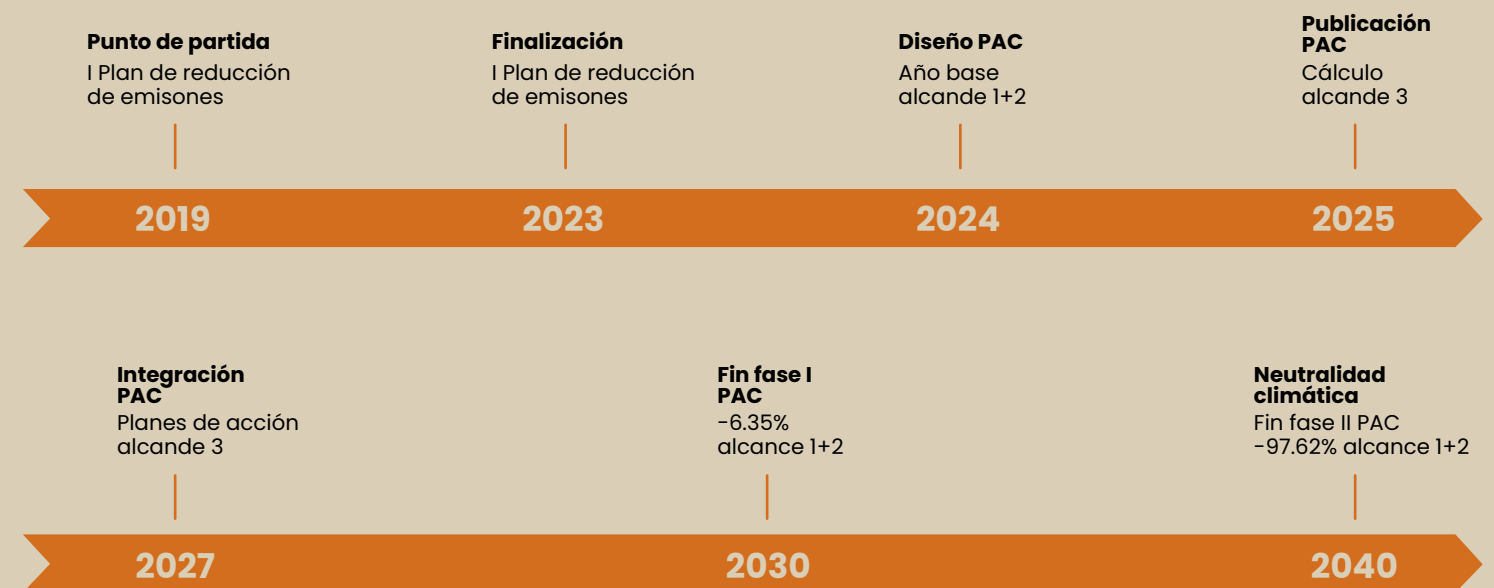 Punto de partida
I Plan de reducción
de emisones
Finalización
I Plan de reducción
de emisones
Diseño PAC
Año base
alcande 1+2
Publicación
PAC
Cálculo
alcande 3
2019
2023
2024
2025
Integración
PAC
Planes de acción
alcande 3
Fin fase I
PAC
-6.35%
alcance 1+2
Neutralidad
climática
Fin fase II PAC
-97.62% alcance 1+2
2027
2030
2040